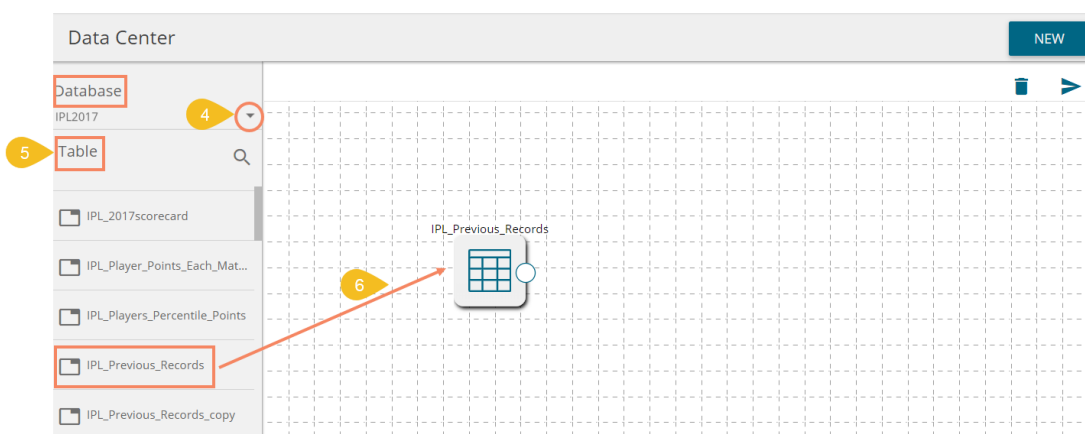 Data Center
NEW
Database
IPL2017
4
5
Table
IPL_2017scorecard
IPL_Previous_Records
IPL_Player_Points_Each_Mat...
6
IPL_Players_Percentile_Points
IPL_Previous_Records
IPL_Previous_Records_copy